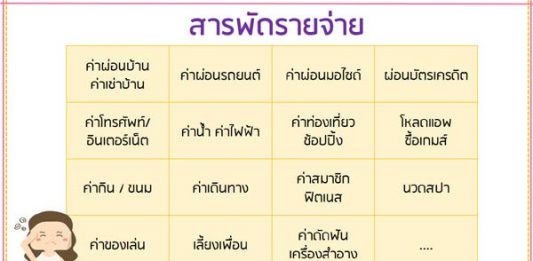 สารพัดรายจ่าย
ค่าผ่อนบ้าน
ค่าเช่าบ้าน
ค่าผ่อนรถยนต์
ค่าผ่อนมอไซด์
ผ่อนบัตรเครดิต
ค่าโทรศัพท์/
อินเตอร์เน็ต
ค่าน้ำ ค่าไฟฟ้า
ค่าท่องเที่ยว
ช้อปปิ้ง
โหลดแอพ
ซื้อเกมส์
ค่ากิน / ขนม
ค่าเดินทาง
ค่าสมาชิก
ฟิตเนส
นวดสปา
ค่าของเล่น
เลี้ยงเพื่อน
ค่าดัดฟัน
เครื่องสำอาง
....